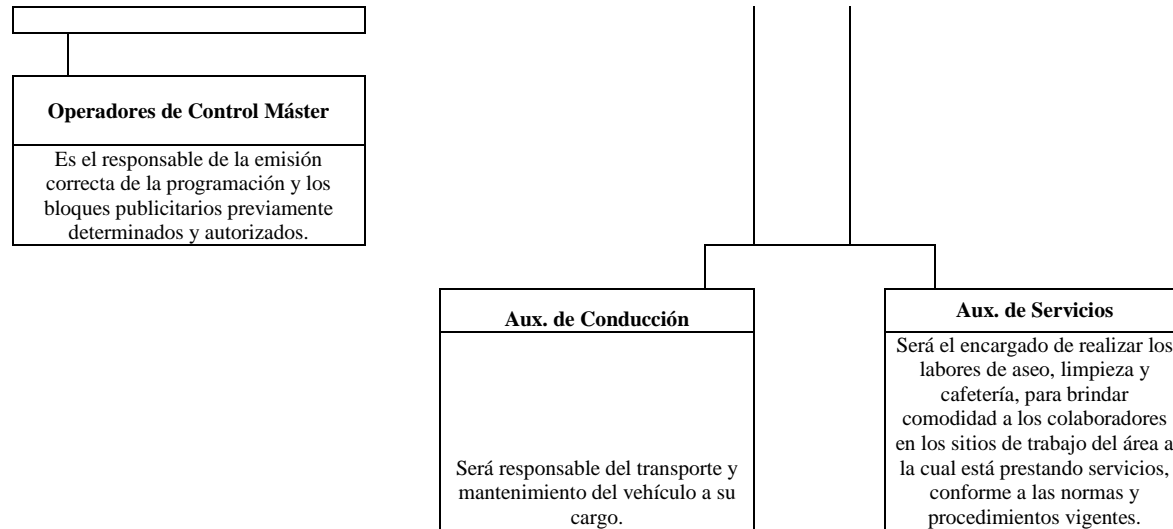 Operadores de Control Máster
Es el responsable de la emisión
correcta de la programación y los
bloques publicitarios previamente
determinados y autorizados.
Aux. de Conducción
Será responsable del transporte y
mantenimiento del vehículo a su
cargo.
Aux. de Servicios
Será el encargado de realizar los
labores de aseo, limpieza y
cafetería, para brindar
comodidad a los colaboradores
en los sitios de trabajo del área a
la cual está prestando servicios,
conforme a las normas y
procedimientos vigentes.